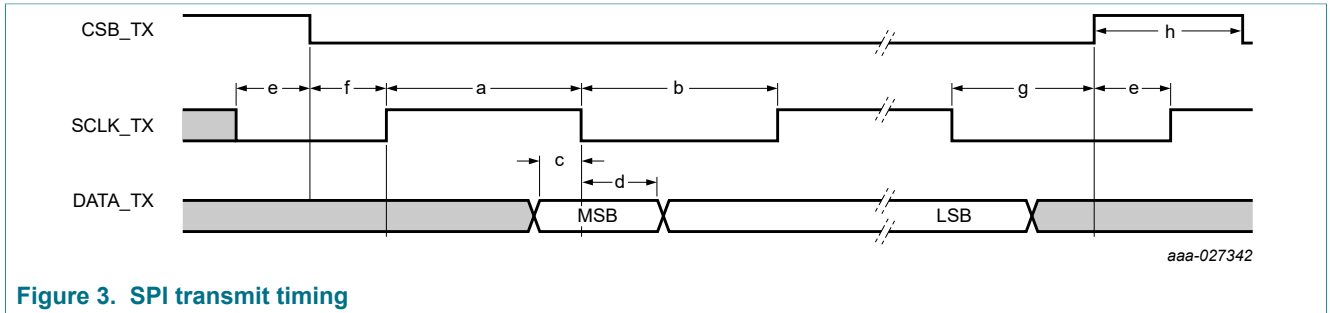 CSB_TX
h
e
f
a
b
g
e
SCLK_TX
c
d
DATA_TX
MSB
LSB
aaa-027342
Figure 3. SPI transmit timing